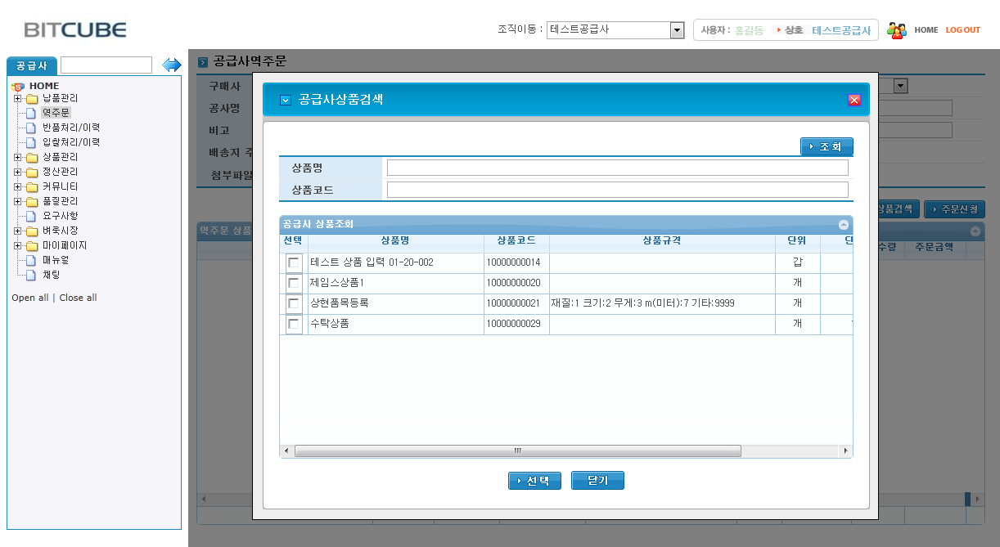 BITCUBE
조직이동 : 테스트공급사
사용자 : 홍길동 상호 테스트공급사
HOME LOG OUT
공급사
HOME
납품관리
역주문
반품처리/이력
입찰처리/이력
상품관리
정산관리
커뮤니티
품질관리
요구사항
벼룩시장
마이페이지
매뉴얼
채팅
Open all | Close all
공급사역주문
구매사
공사명
비고
배송지 주
첨부파일
상품검색 주문신청
역주문 상품
수량 주문금액
공급사상품검색
조회
상품명
상품코드
공급사 상품조회
선택 상품명 상품코드 상품규격 단위 단
테스트 상품 입력 01-20-002 10000000014 갑
제임스상품1 10000000020 개
상현품목등록 10000000021 재질:1 크기:2 무게:3 m(미터):7 기타:9999 개
수탁상품 10000000029 개
선택 닫기